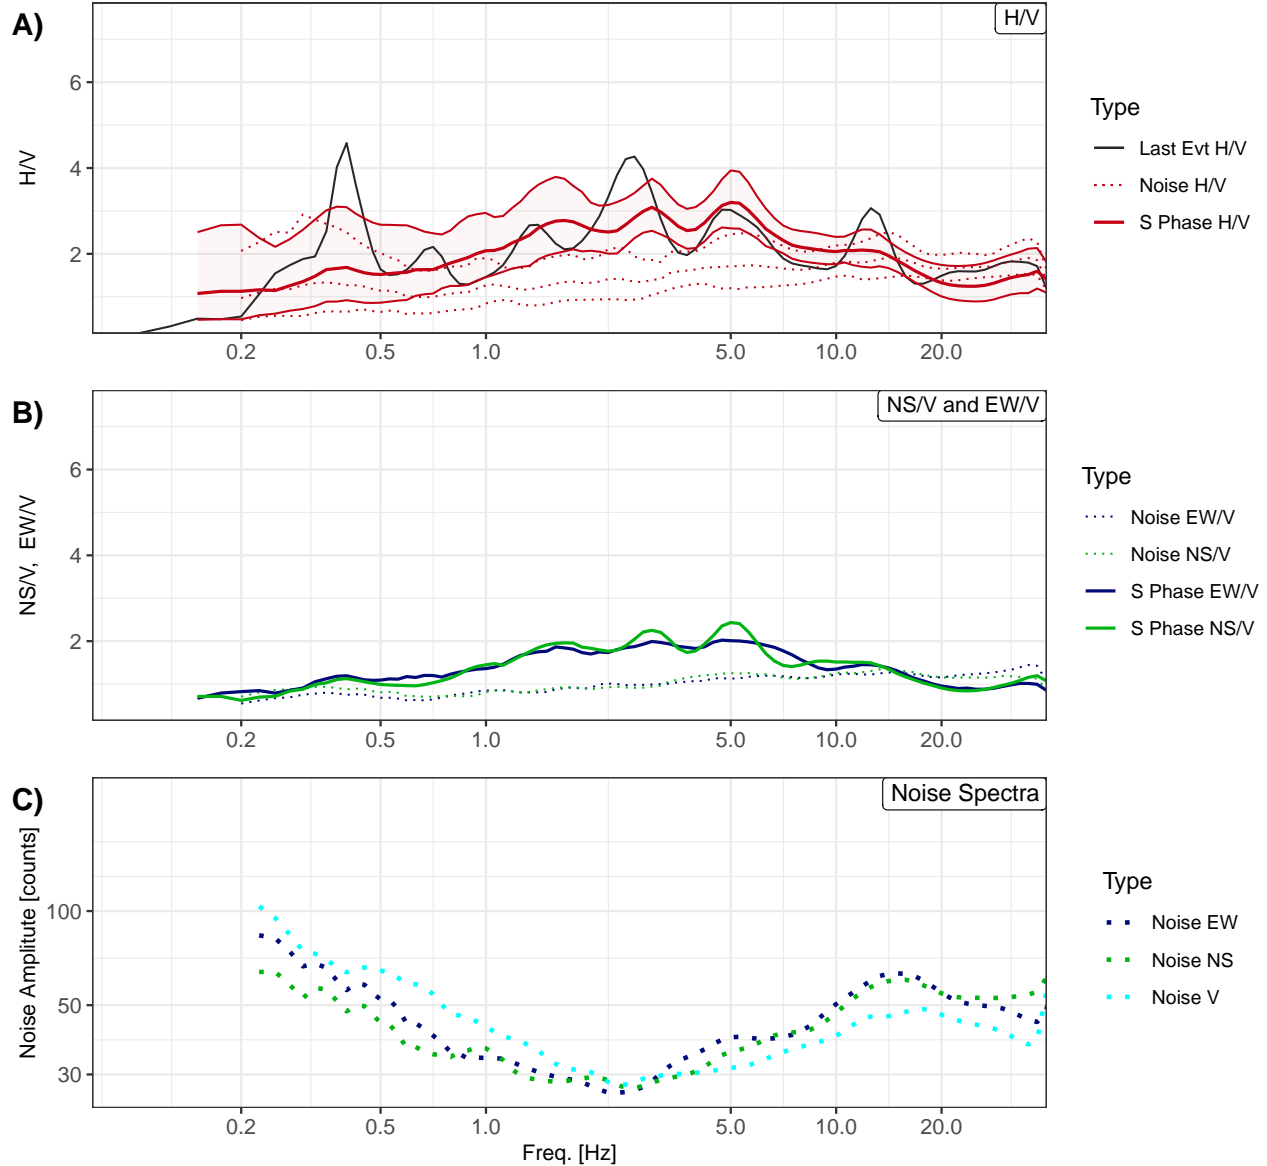 A)
H/V
6
4
2
H/V
0.2 0.5 1.0 5.0 10.0 20.0
Type
Last Evt H/V
Noise H/V
S Phase H/V
B)
NS/V and EW/V
6
4
2
NS/V, EW/V
0.2 0.5 1.0 5.0 10.0 20.0
Type
Noise EW/V
Noise NS/V
S Phase EW/V
S Phase NS/V
C)
Noise Spectra
100
50
30
Noise Amplitute [counts]
0.2 0.5 1.0 5.0 10.0 20.0
Freq. [Hz]
Type
Noise EW
Noise NS
Noise V